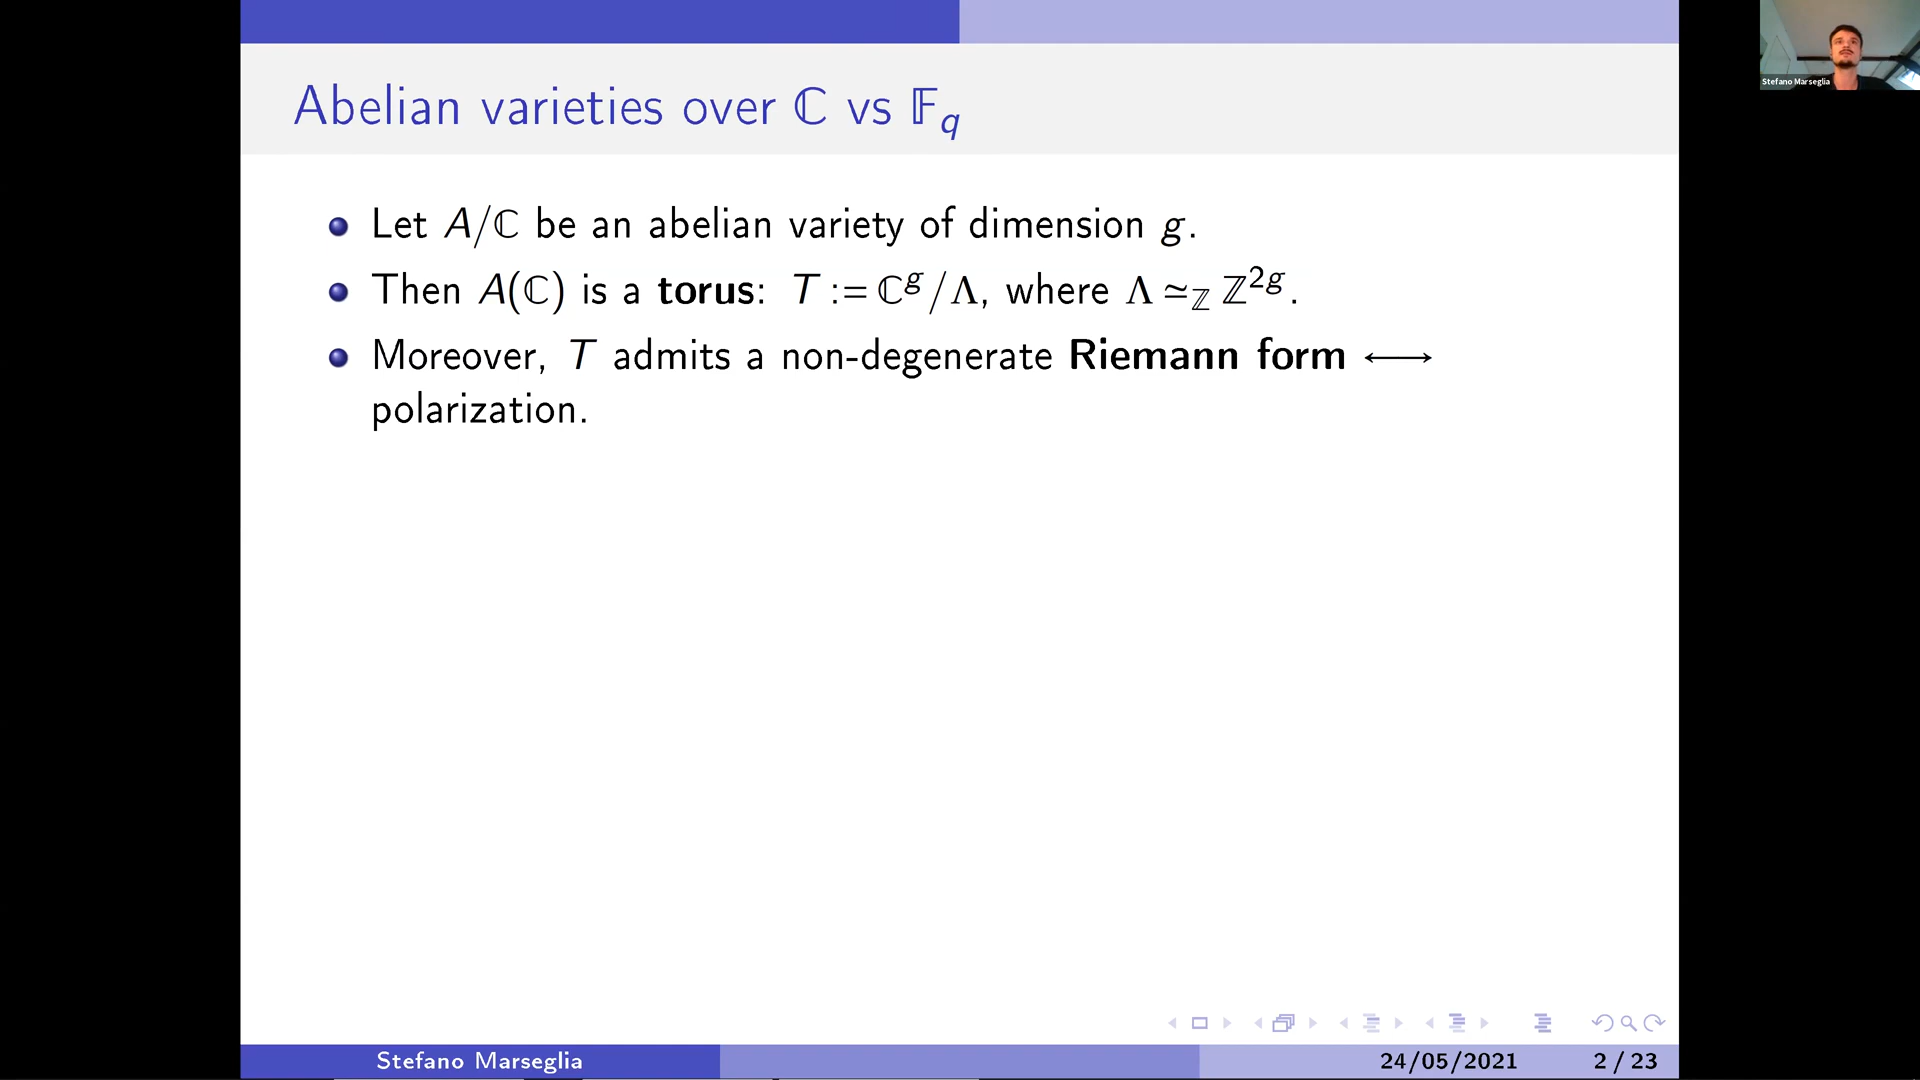 Abelian varieties over ℂ vs 𝔽_q
Let A/ℂ be an abelian variety of dimension g.
Then A(ℂ) is a torus: T := ℂ^g/Λ, where Λ ≃_ℤ ℤ^{2g}.
Moreover, T admits a non-degenerate Riemann form ⟷
polarization.
Stefano Marseglia
24/05/2021
2 / 23
Stefano Marseglia